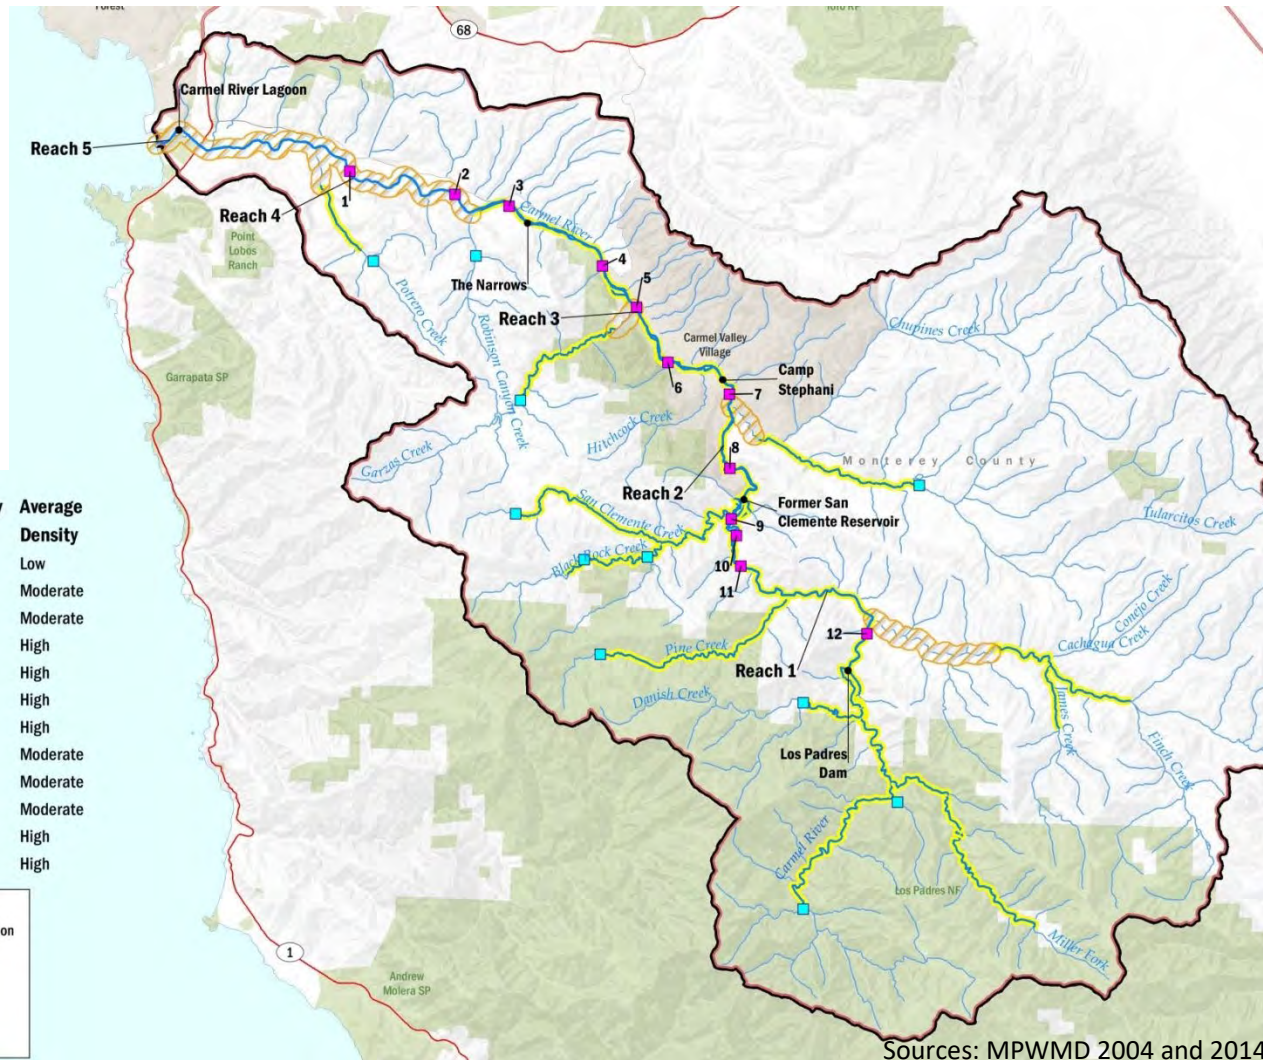 Forest
Toro RP
68
Carmel River Lagoon
Reach 5
Reach 4
1
2
3
Carmel River
Point
Lobos
Ranch
The Narrows
4
5
Reach 3
Potrero Creek
Robinson Canyon Creek
Carmel Valley
Village
Chupines Creek
Garrapata SP
6
Camp
Stephani
7
Hitchcock Creek
Garzas Creek
8
Monterey County
Reach 2
Former San
Clemente Reservoir
San Clemente Creek
Tularcitos Creek
9
Black Rock Creek
10
11
Conejo Creek
Cachagua Creek
12
Pine Creek
Reach 1
Danish Creek
James Creek
Los Padres
Dam
Finch Creek
Carmel River
Los Padres NF
Miller Fork
1
Andrew
Molera SP
y Average
Density
Low
Moderate
Moderate
High
High
High
High
Moderate
Moderate
Moderate
High
High
on
Sources: MPWMD 2004 and 2014